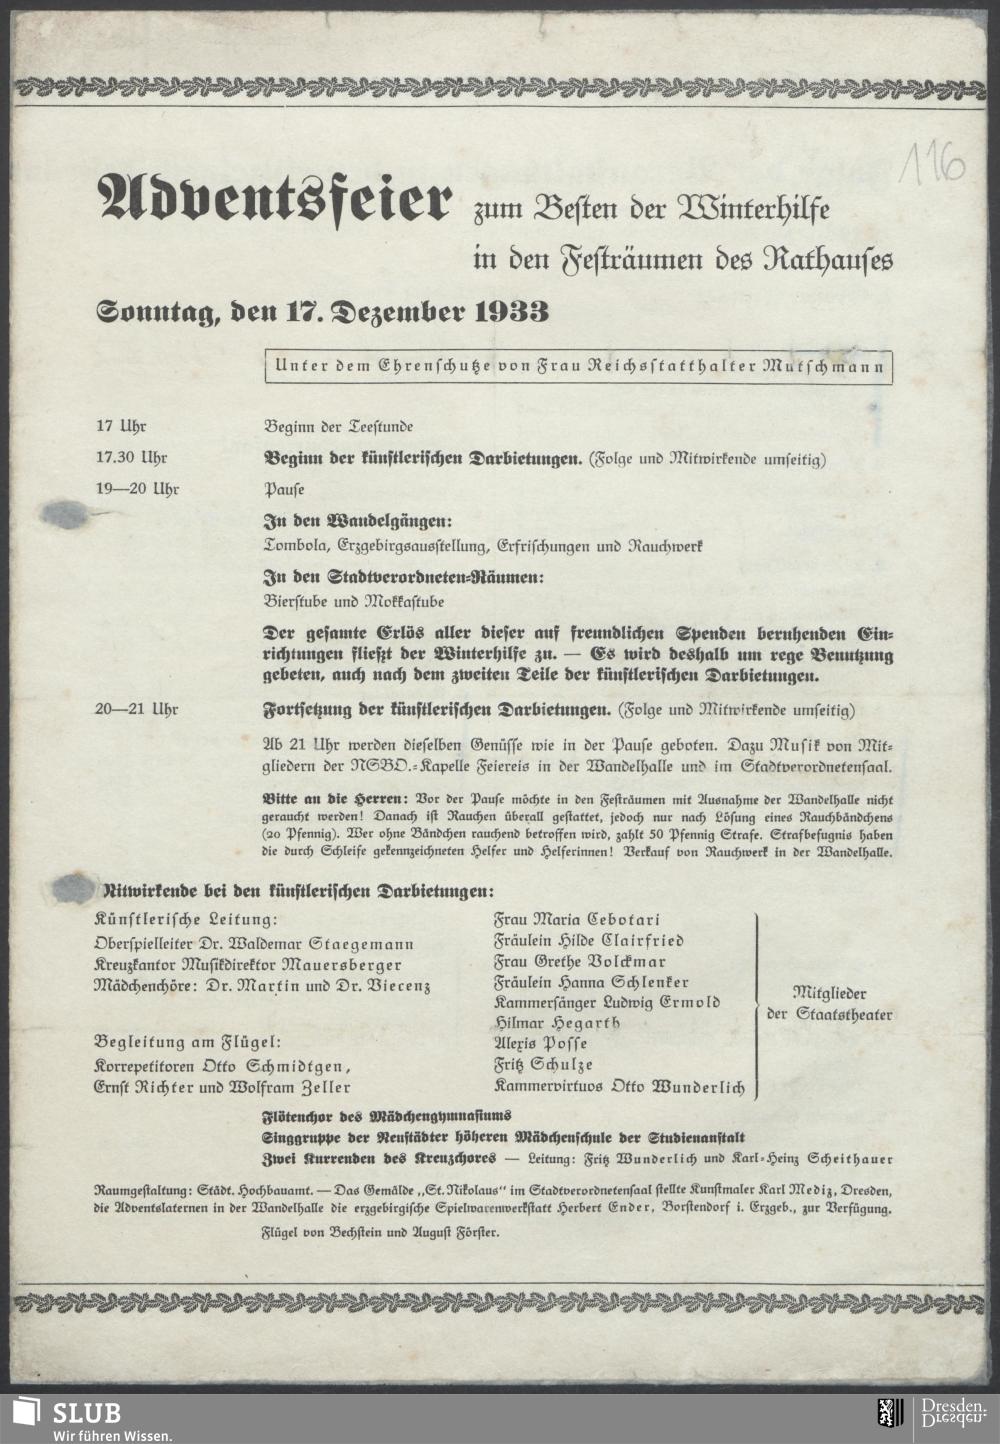 116
Adventsfeier zum Besten der Winterhilfe
in den Festräumen des Rathauses
Sonntag, den 17. Dezember 1933
Unter dem Ehrenschutze von Frau Reichsstatthalter Mutschmann
17 Uhr Beginn der Teestunde
17.30 Uhr Beginn der künstlerischen Darbietungen. (Folge und Mitwirkende umseitig)
19—20 Uhr Pause
In den Wandelgängen:
Tombola, Erzgebirgsausstellung, Erfrischungen und Rauchwerk
In den Stadtverordneten-Räumen:
Bierstube und Mokkastube
Der gesamte Erlös aller dieser auf freundlichen Spenden beruhenden Ein-
richtungen fließt der Winterhilfe zu. — Es wird deshalb um rege Benutzung
gebeten, auch nach dem zweiten Teile der künstlerischen Darbietungen.
20—21 Uhr Fortsetzung der künstlerischen Darbietungen. (Folge und Mitwirkende umseitig)
Ab 21 Uhr werden dieselben Genüsse wie in der Pause geboten. Dazu Musik von Mit-
gliedern der NSBO.-Kapelle Feiereis in der Wandelhalle und im Stadtverordnetensaal.
Bitte an die Herren: Vor der Pause möchte in den Festräumen mit Ausnahme der Wandelhalle nicht
geraucht werden! Danach ist Rauchen überall gestattet, jedoch nur nach Lösung eines Rauchbändchens
(20 Pfennig). Wer ohne Bändchen rauchend betroffen wird, zahlt 50 Pfennig Strafe. Strafbefugnis haben
die durch Schleife gekennzeichneten Helfer und Helferinnen! Verkauf von Rauchwerk in der Wandelhalle.
Mitwirkende bei den künstlerischen Darbietungen:
Künstlerische Leitung:
Oberspielleiter Dr. Waldemar Staegemann
Kreuzkantor Musikdirektor Mauersberger
Mädchenchöre: Dr. Martin und Dr. Viecenz
Begleitung am Flügel:
Korrepetitoren Otto Schmidtgen,
Ernst Richter und Wolfram Zeller
Frau Maria Cebotari
Fräulein Hilde Clairfried
Frau Grethe Volckmar
Fräulein Hanna Schlenker
Kammersänger Ludwig Ermold
Hilmar Hegarth
Alexis Posse
Fritz Schulze
Kammervirtuos Otto Wunderlich
Mitglieder
der Staatstheater
Flötenchor des Mädchengymnasiums
Singgruppe der Neustädter höheren Mädchenschule der Studienanstalt
Zwei Kurrenden des Kreuzchores — Leitung: Fritz Wunderlich und Karl-Heinz Scheithauer
Raumgestaltung: Städt. Hochbauamt. — Das Gemälde „St. Nikolaus" im Stadtverordnetensaal stellte Kunstmaler Karl Mediz, Dresden,
die Adventslaternen in der Wandelhalle die erzgebirgische Spielwarenwerkstatt Herbert Ender, Borstendorf i. Erzgeb., zur Verfügung.
Flügel von Bechstein und August Förster.
SLUB
Wir führen Wissen.
Dresden.
Dresden.